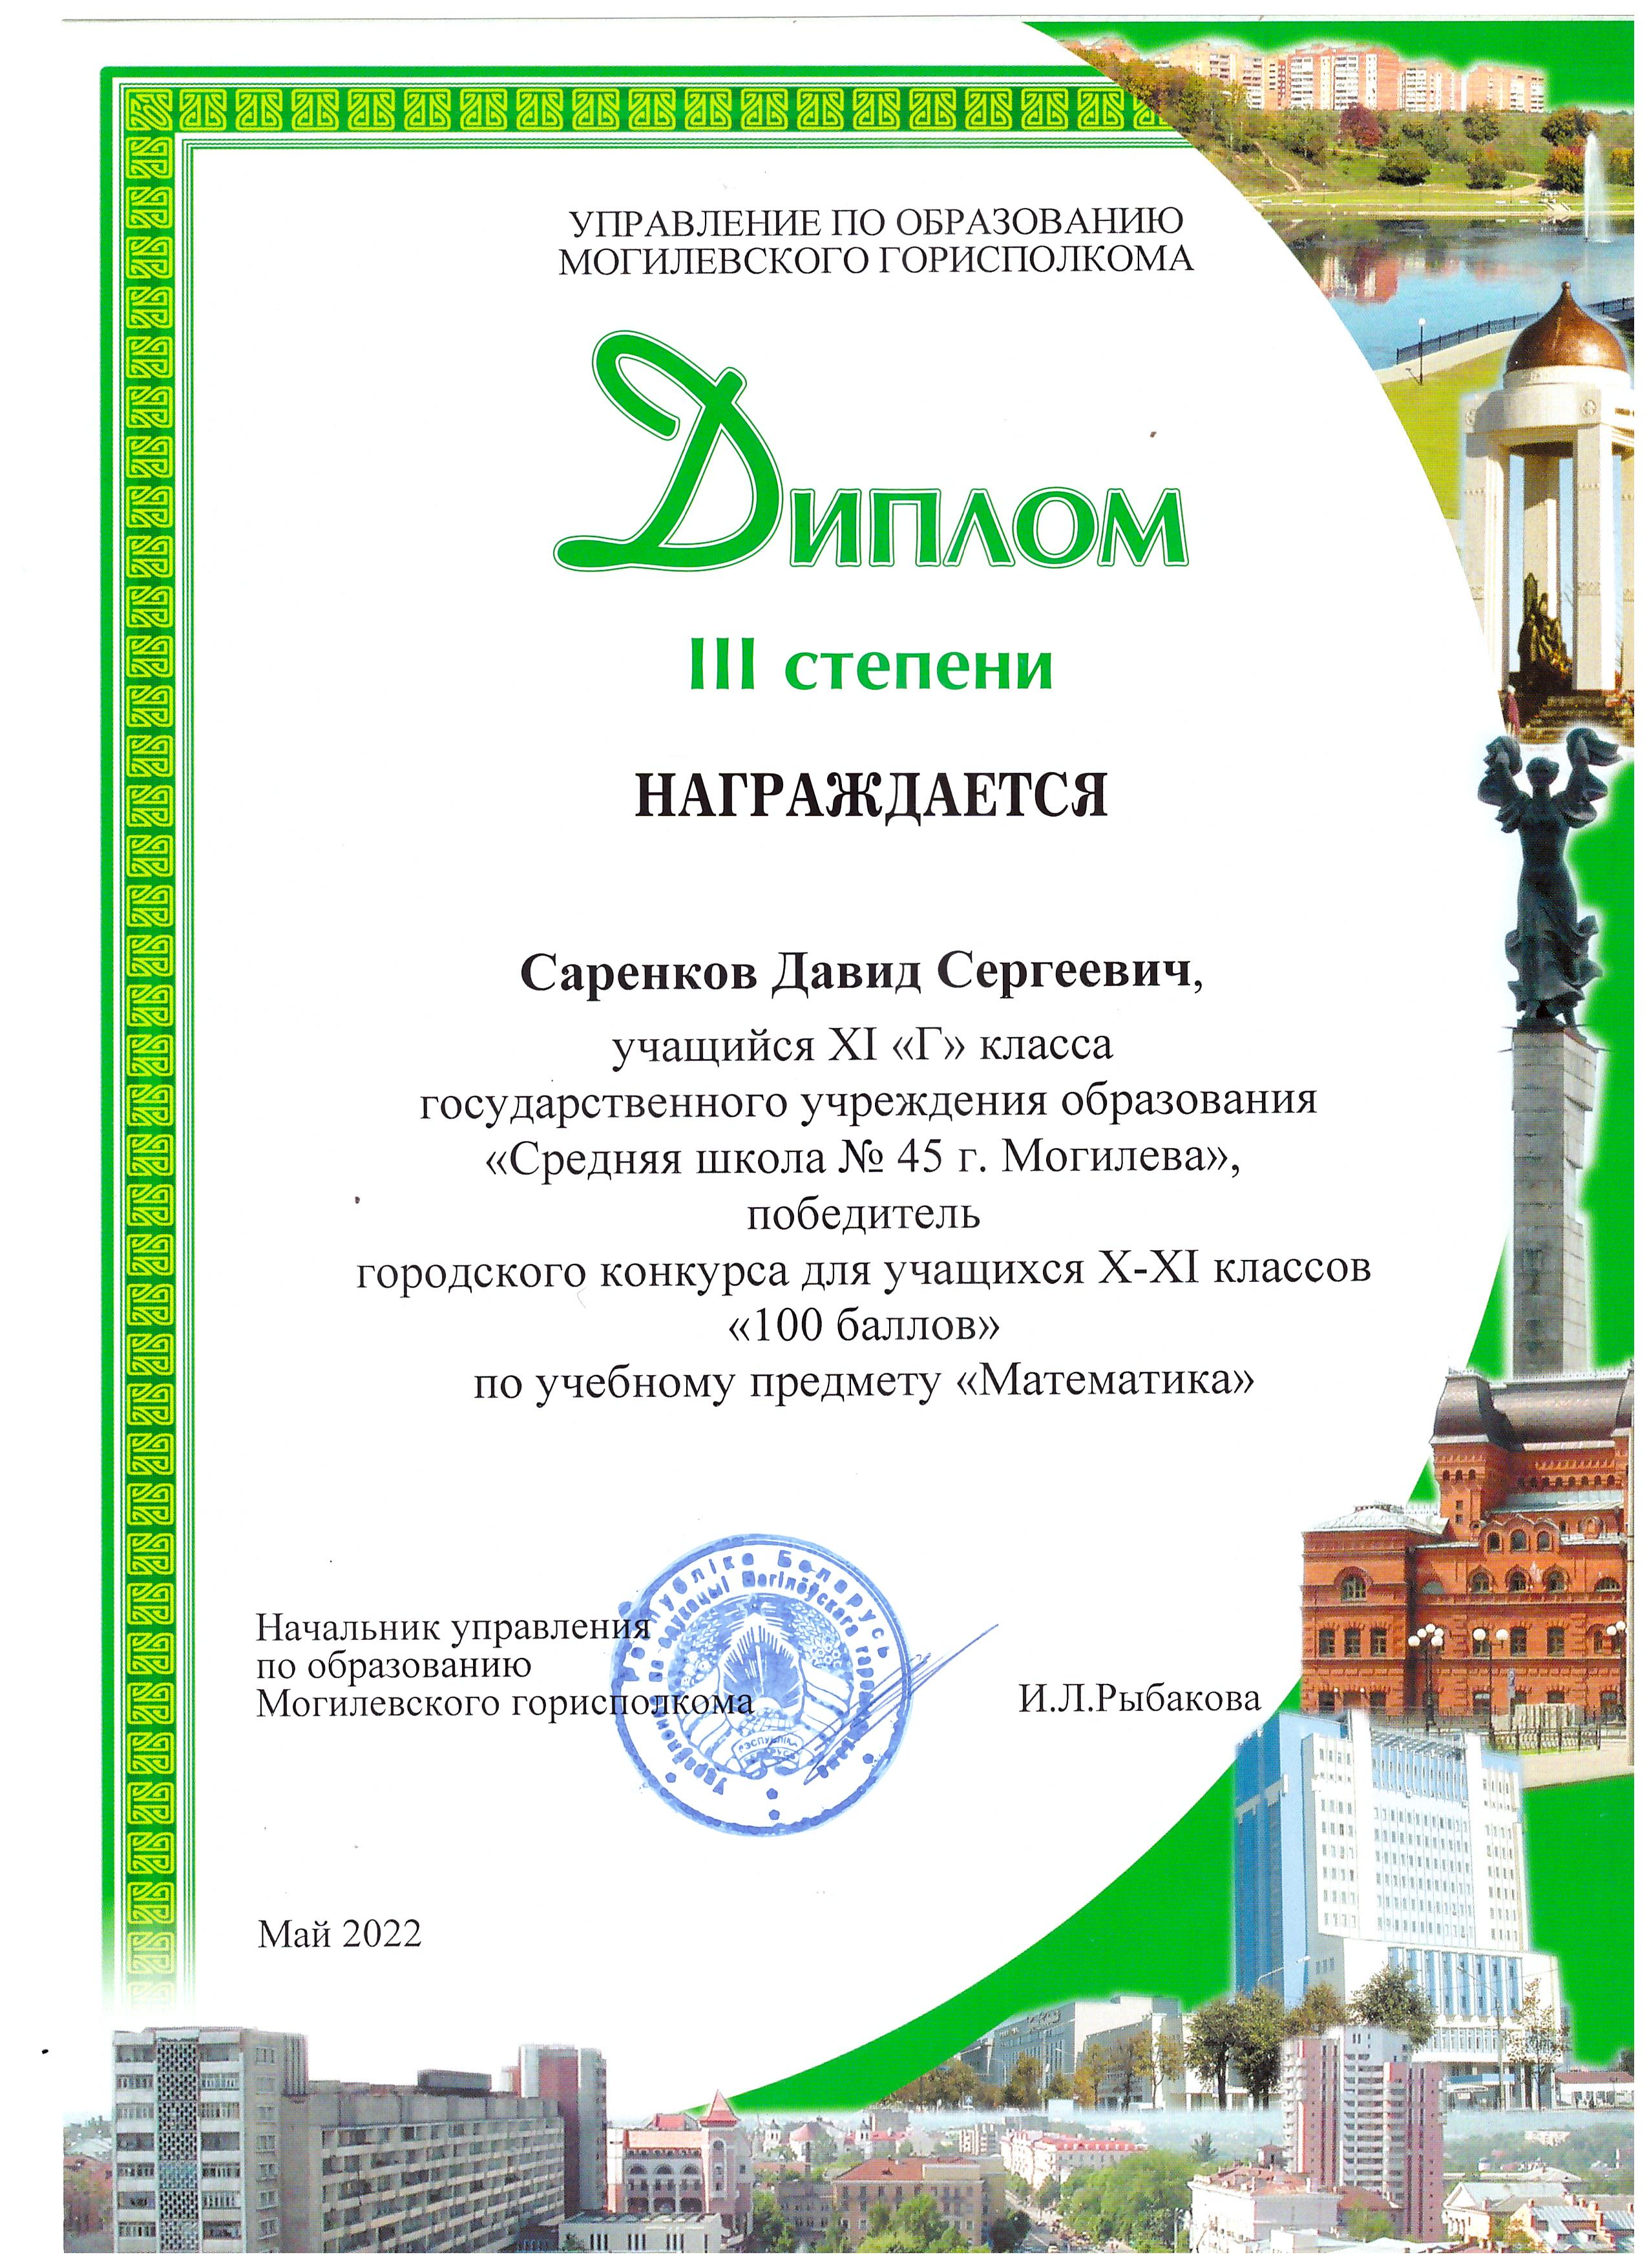 УПРАВЛЕНИЕ ПО ОБРАЗОВАНИЮ
МОГИЛЕВСКОГО ГОРИСПОЛКОМА
Диплом
III степени
НАГРАЖДАЕТСЯ
Саренков Давид Сергеевич,
учащийся XI «Г» класса
государственного учреждения образования
«Средняя школа № 45 г. Могилева»,
победитель
городского конкурса для учащихся X-XI классов
«100 баллов»
по учебному предмету «Математика»
Рэспубліка Беларусь
Начальник управления
по образованию
Могилевского горисполкома
И.Л.Рыбакова
Май 2022